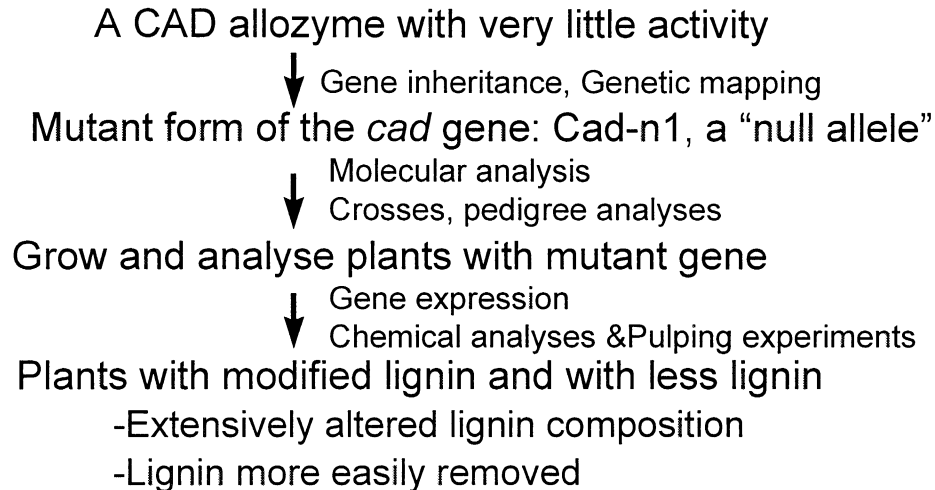 A CAD allozyme with very little activity
Gene inheritance, Genetic mapping
Mutant form of the cad gene: Cad-n1, a “null allele”
Molecular analysis
Crosses, pedigree analyses
Grow and analyse plants with mutant gene
Gene expression
Chemical analyses &Pulping experiments
Plants with modified lignin and with less lignin
-Extensively altered lignin composition
-Lignin more easily removed